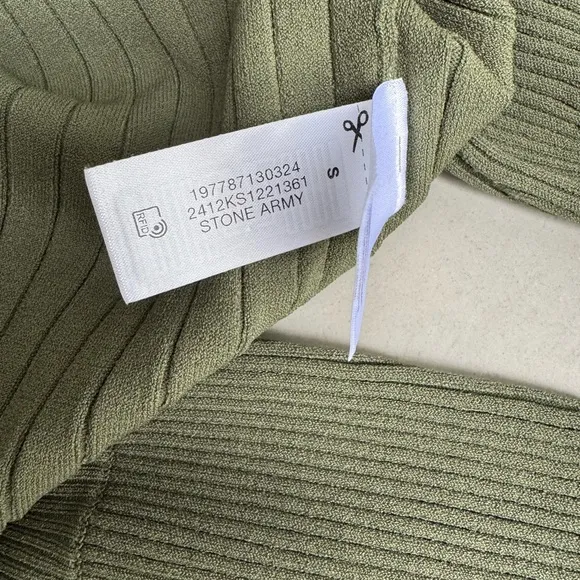 197787130324
2412KS1221361
STONE ARMY
S
RFID